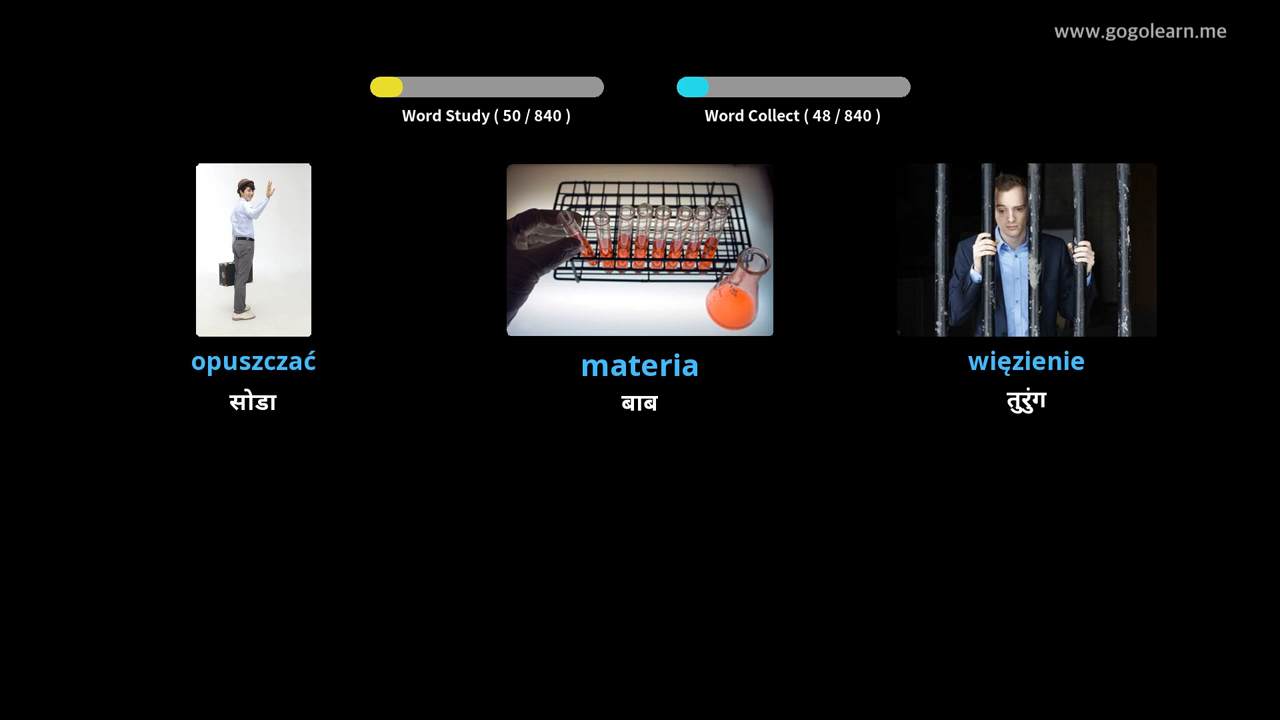 www.gogolearn.me
Word Study ( 50 / 840 )
Word Collect ( 48 / 840 )
opuszczać
materia
więzienie
सोडा
बाब
तुरुंग